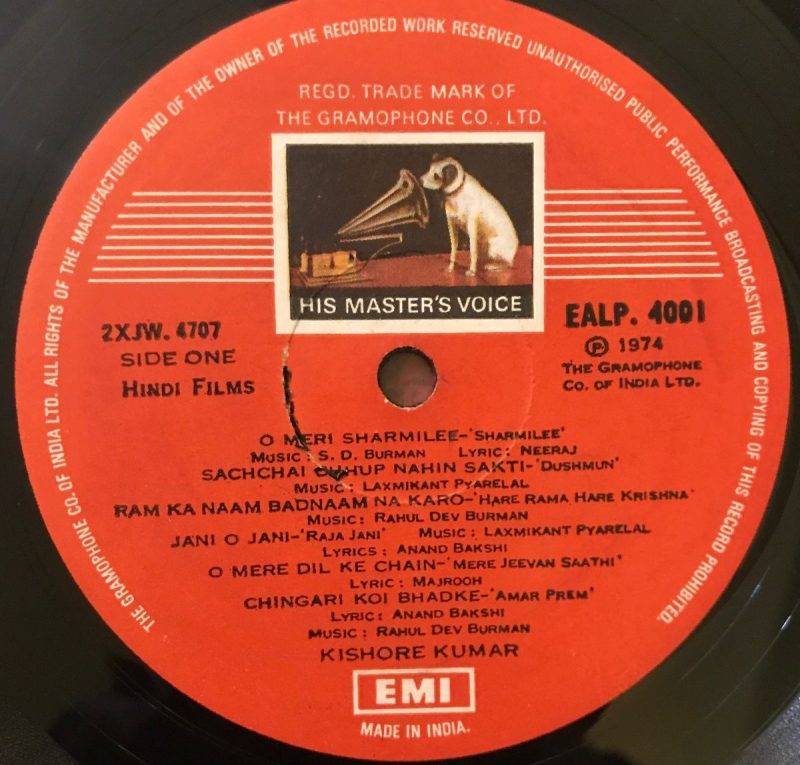 THE GRAMOPHONE CO. OF INDIA LTD. ALL RIGHTS OF THE MANUFACTURER AND OF THE OWNER OF THE RECORDED WORK RESERVED UNAUTHORISED PUBLIC PERFORMANCE BROADCASTING AND COPYING OF THIS RECORD PROHIBITED.
REGD. TRADE MARK OF
THE GRAMOPHONE CO., LTD.
HIS MASTER'S VOICE
2XJW. 4707
SIDE ONE
HINDI FILMS
EALP. 4001
Ⓟ 1974
THE GRAMOPHONE
CO. OF INDIA LTD.
O MERI SHARMILEE-'SHARMILEE'
MUSIC: S. D. BURMAN LYRIC: NEERAJ
SACHCHAI CHHUP NAHIN SAKTI-'DUSHMUN'
MUSIC: LAXMIKANT PYARELAL
RAM KA NAAM BADNAAM NA KARO-'HARE RAMA HARE KRISHNA'
MUSIC: RAHUL DEV BURMAN
JANI O JANI-'RAJA JANI' MUSIC: LAXMIKANT PYARELAL
LYRICS: ANAND BAKSHI
O MERE DIL KE CHAIN-'MERE JEEVAN SAATHI'
LYRIC: MAJROOH
CHINGARI KOI BHADKE-'AMAR PREM'
LYRIC: ANAND BAKSHI
MUSIC: RAHUL DEV BURMAN
KISHORE KUMAR
EMI
MADE IN INDIA.